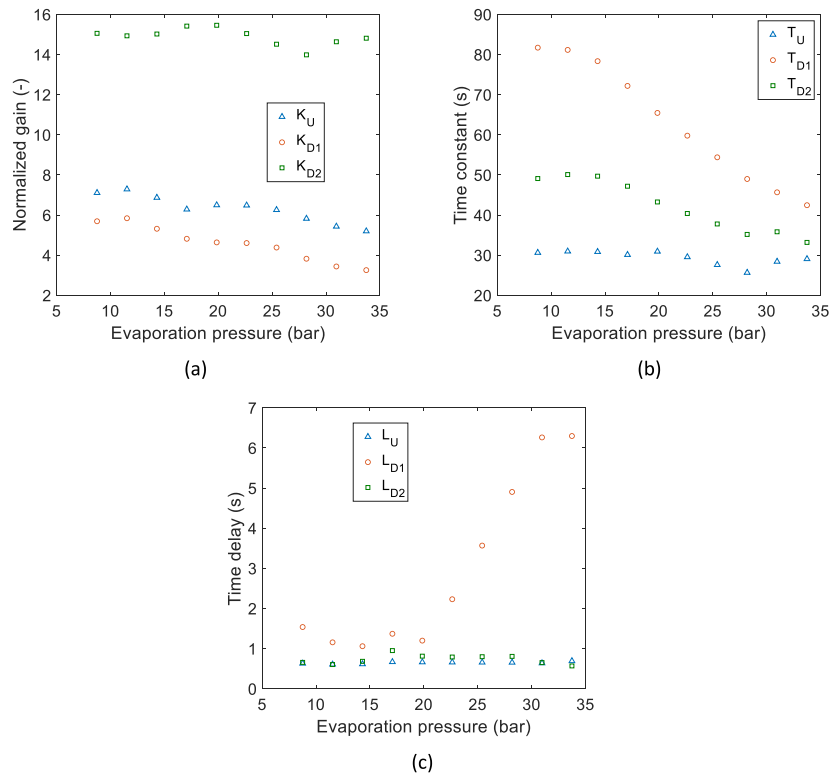 16
14
12
10
8
6
4
2
Normalized gain (-)
K_U
K_D1
K_D2
5 10 15 20 25 30 35
Evaporation pressure (bar)
(a)
100
90
80
70
60
50
40
30
20
Time constant (s)
T_U
T_D1
T_D2
5 10 15 20 25 30 35
Evaporation pressure (bar)
(b)
7
6
5
4
3
2
1
0
Time delay (s)
L_U
L_D1
L_D2
5 10 15 20 25 30 35
Evaporation pressure (bar)
(c)